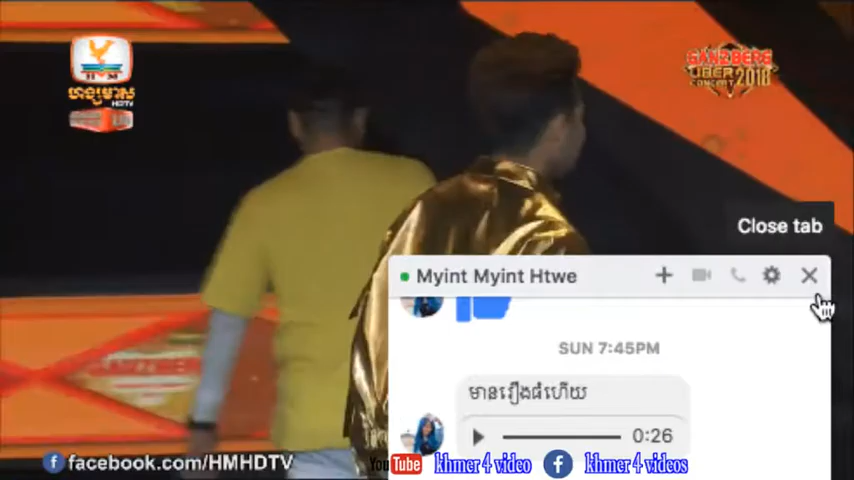 HM
ហង្សមាស
HDTV
GANZBERG
UBER
CONCERT 2018
Close tab
Myint Myint Htwe
SUN 7:45PM
មានរឿងធំហើយ
0:26
facebook.com/HMHDTV
YouTube khmer 4 video
khmer 4 videos